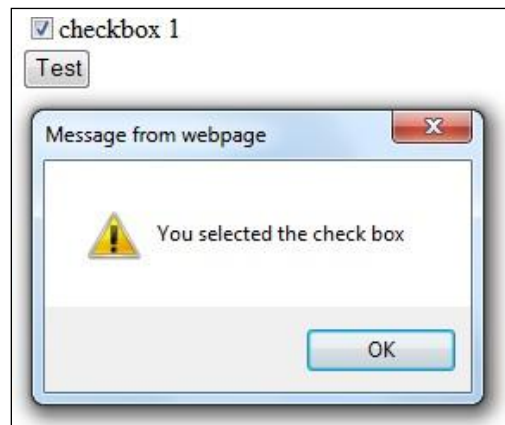 checkbox 1
Test
Message from webpage
You selected the check box
OK